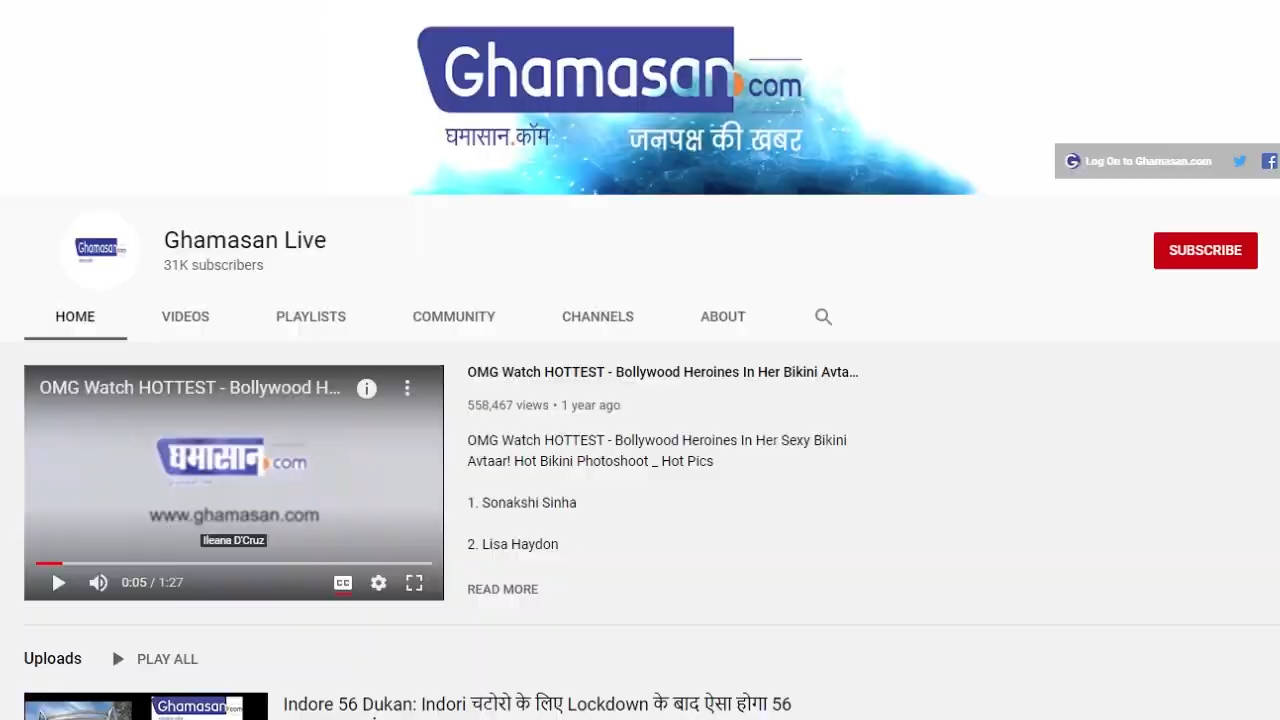 Ghamasan.com
घमासान.कॉम
जनपक्ष की खबर
Log On to Ghamasan.com
Ghamasan
Ghamasan Live
31K subscribers
SUBSCRIBE
HOME
VIDEOS
PLAYLISTS
COMMUNITY
CHANNELS
ABOUT
OMG Watch HOTTEST - Bollywood H...
घमासान.com
www.ghamasan.com
Ileana D'Cruz
0:05 / 1:27
CC
OMG Watch HOTTEST - Bollywood Heroines In Her Bikini Avta...
558,467 views • 1 year ago
OMG Watch HOTTEST - Bollywood Heroines In Her Sexy Bikini
Avtaar! Hot Bikini Photoshoot _ Hot Pics
1. Sonakshi Sinha
2. Lisa Haydon
READ MORE
Uploads
PLAY ALL
Ghamasan.com
Indore 56 Dukan: Indori चटोरो के लिए Lockdown के बाद ऐसा होगा 56